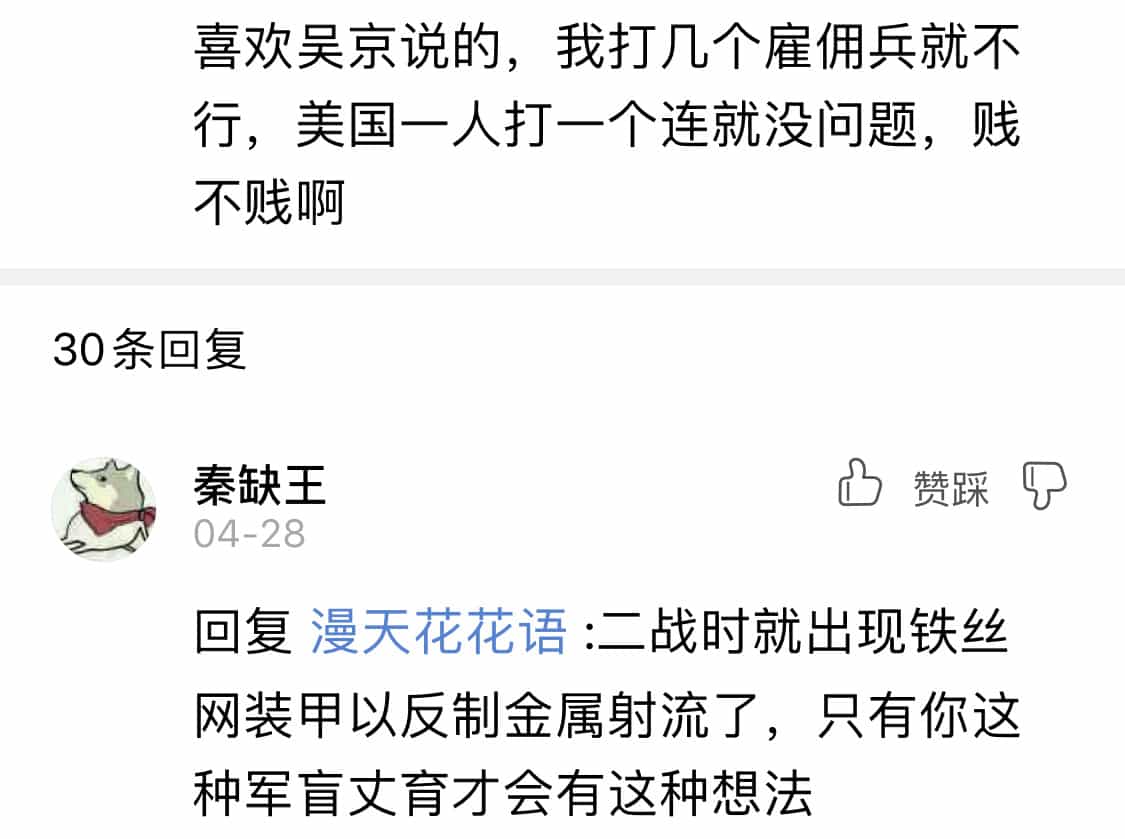 喜欢吴京说的，我打几个雇佣兵就不
行，美国一人打一个连就没问题，贱
不贱啊
30条回复
秦缺王
赞踩
04-28
回复 漫天花花语 :二战时就出现铁丝
网装甲以反制金属射流了，只有你这
种军盲丈育才会有这种想法